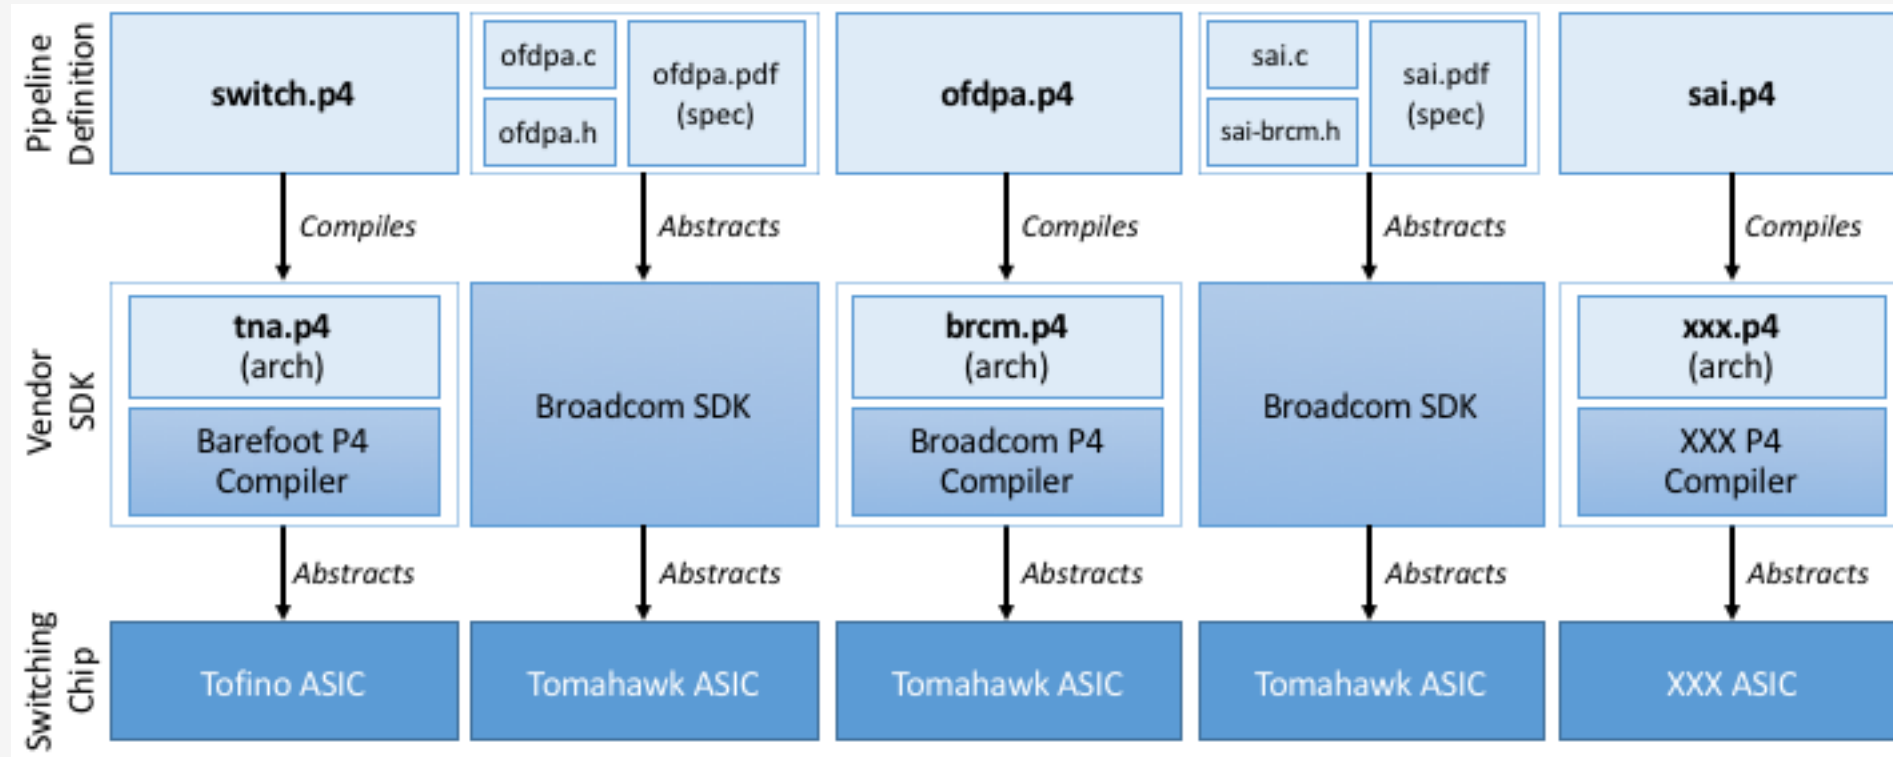 Pipeline
Definition
switch.p4
ofdpa.c
ofdpa.h
ofdpa.pdf
(spec)
ofdpa.p4
sai.c
sai-brcm.h
sai.pdf
(spec)
sai.p4
Compiles
Abstracts
Compiles
Abstracts
Compiles
Vendor
SDK
tna.p4
(arch)
Barefoot P4
Compiler
Broadcom SDK
brcm.p4
(arch)
Broadcom P4
Compiler
Broadcom SDK
xxx.p4
(arch)
XXX P4
Compiler
Abstracts
Abstracts
Abstracts
Abstracts
Abstracts
Switching
Chip
Tofino ASIC
Tomahawk ASIC
Tomahawk ASIC
Tomahawk ASIC
XXX ASIC